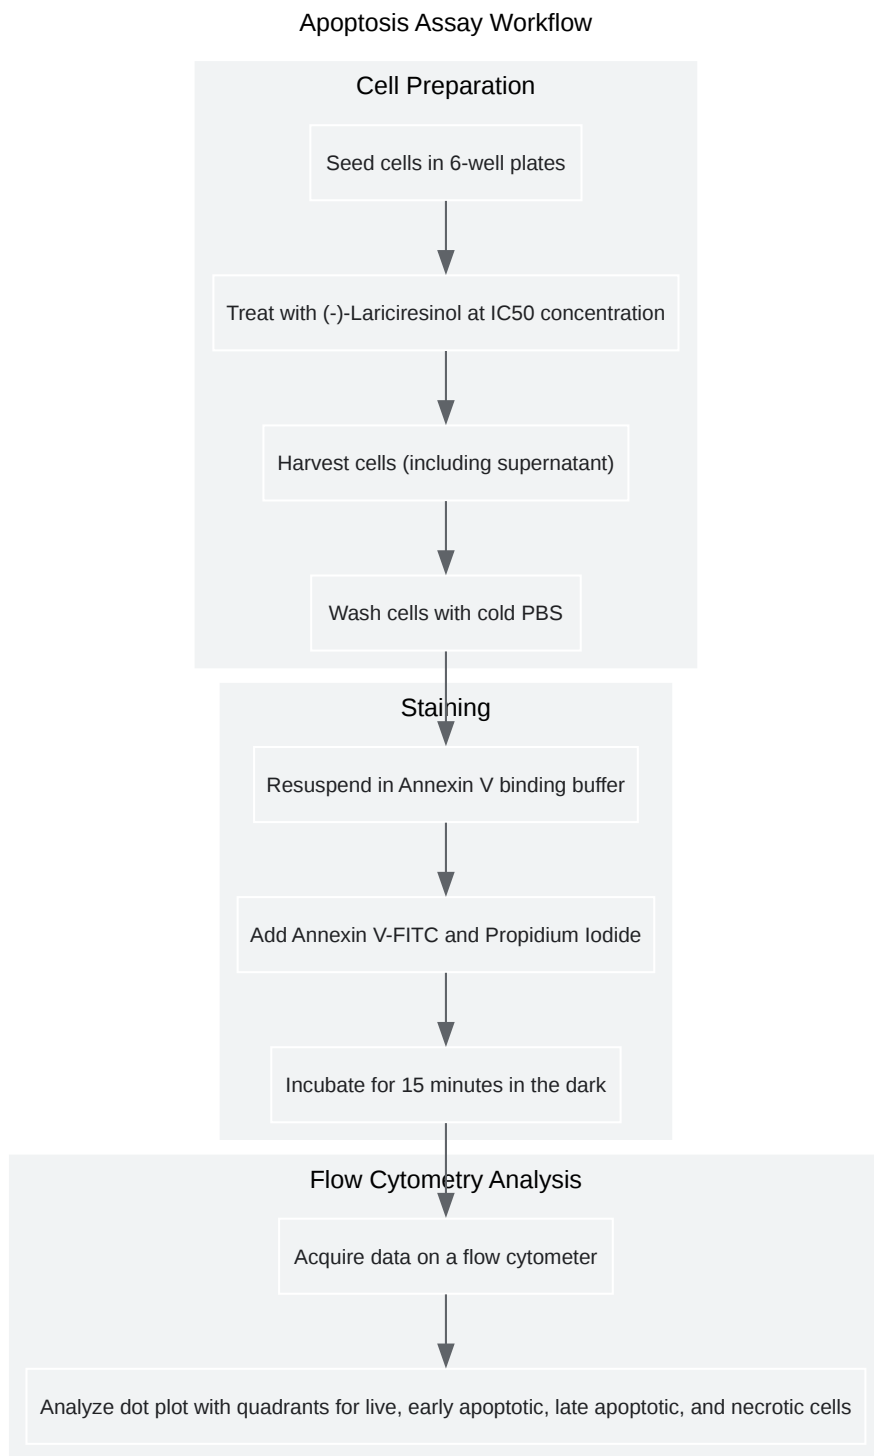 Apoptosis Assay Workflow
Cell Preparation
Seed cells in 6-well plates
Treat with (-)-Lariciresinol at IC50 concentration
Harvest cells (including supernatant)
Wash cells with cold PBS
Staining
Resuspend in Annexin V binding buffer
Add Annexin V-FITC and Propidium Iodide
Incubate for 15 minutes in the dark
Flow Cytometry Analysis
Acquire data on a flow cytometer
Analyze dot plot with quadrants for live, early apoptotic, late apoptotic, and necrotic cells